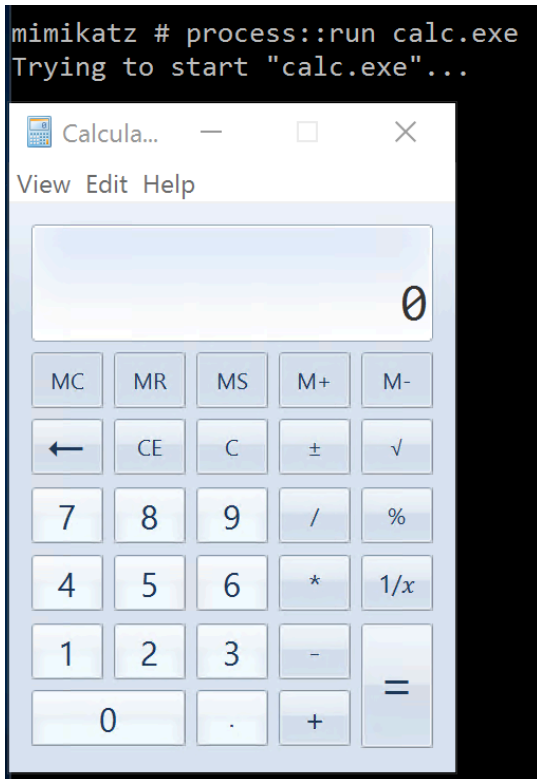 mimikatz # process::run calc.exe
Trying to start "calc.exe"...
Calcula...
View Edit Help
0
MC MR MS M+ M-
← CE C ± √
7 8 9 / %
4 5 6 * 1/x
1 2 3 - =
0 . +